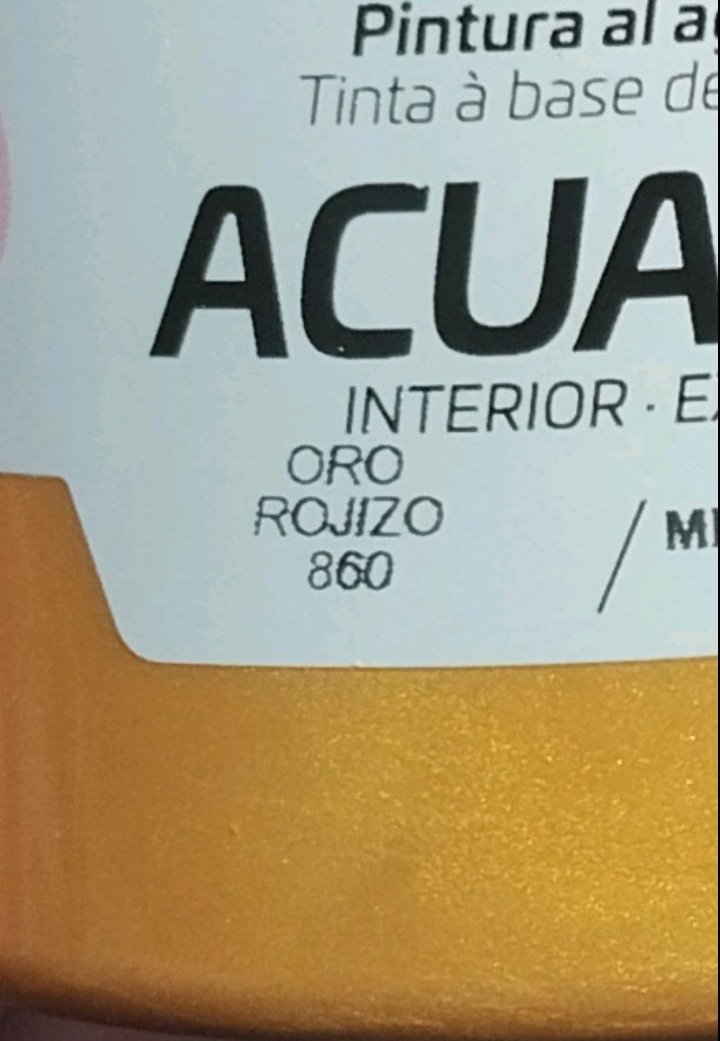 Pintura al a
Tinta à base de
ACUA
INTERIOR · E
ORO
ROJIZO
860